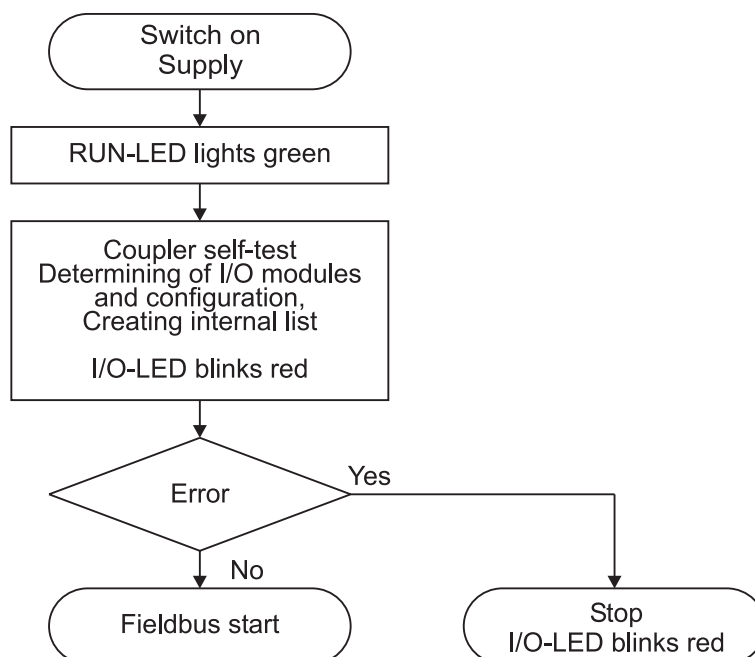 Switch on
Supply
RUN-LED lights green
Coupler self-test
Determining of I/O modules
and configuration,
Creating internal list
I/O-LED blinks red
Error
Yes
No
Fieldbus start
Stop
I/O-LED blinks red